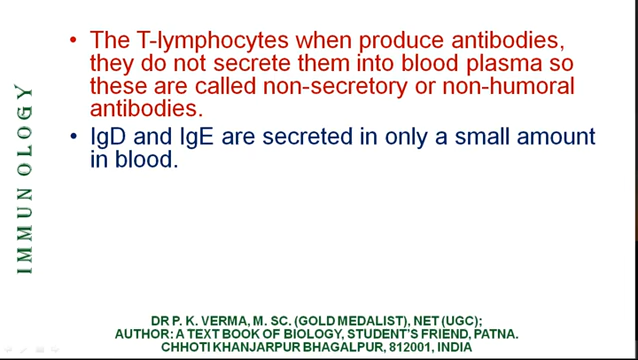 IMMUNOLOGY
• The T-lymphocytes when produce antibodies,
they do not secrete them into blood plasma so
these are called non-secretory or non-humoral
antibodies.
• IgD and IgE are secreted in only a small amount
in blood.
DR P. K. VERMA, M. SC. (GOLD MEDALIST), NET (UGC);
AUTHOR: A TEXT BOOK OF BIOLOGY, STUDENT'S FRIEND, PATNA.
CHHOTI KHANJARPUR BHAGALPUR, 812001, INDIA